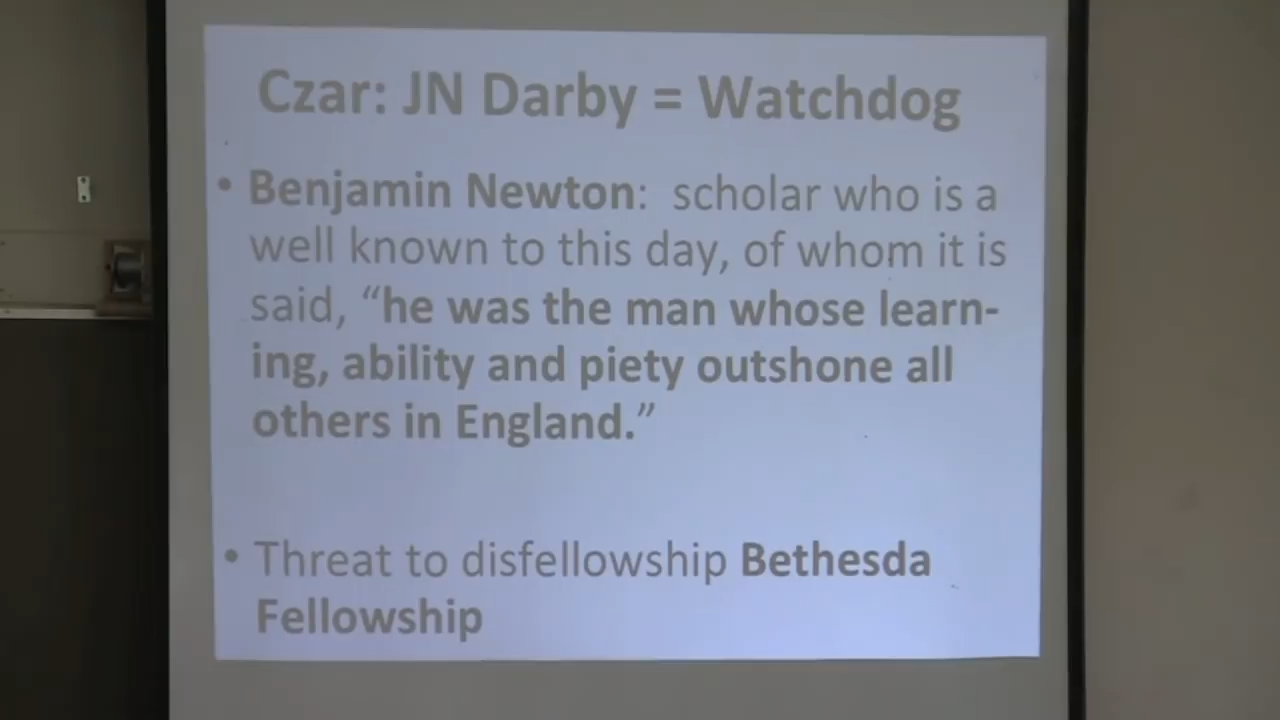 Czar: JN Darby = Watchdog
• Benjamin Newton: scholar who is a
well known to this day, of whom it is
said, “he was the man whose learn-
ing, ability and piety outshone all
others in England.”
• Threat to disfellowship Bethesda
Fellowship